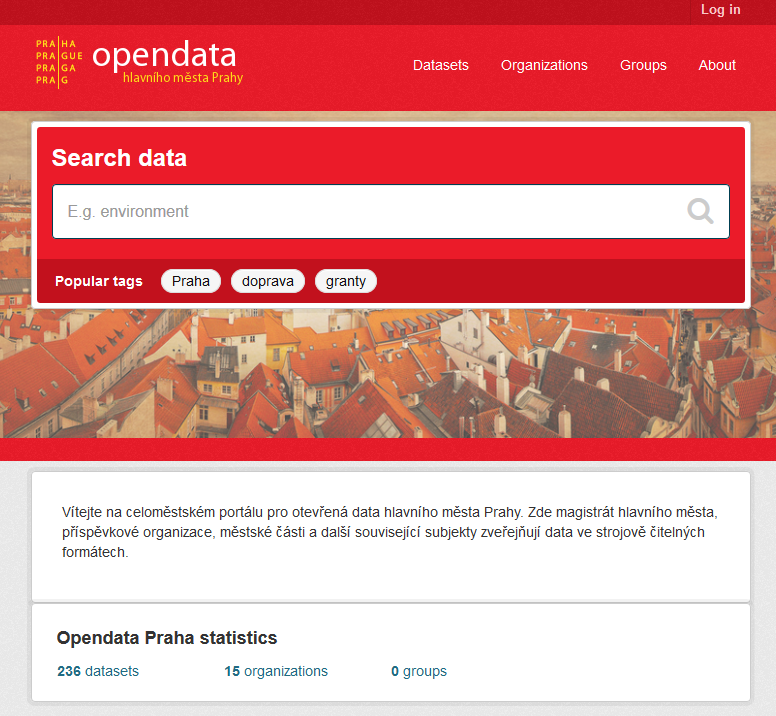 Log in
PRA HA
PRA GUE
PRA GA
PRA G
opendata
hlavního města Prahy
Datasets Organizations Groups About
Search data
E.g. environment
Popular tags Praha doprava granty
Vítejte na celoměstském portálu pro otevřená data hlavního města Prahy. Zde magistrát hlavního města,
příspěvkové organizace, městské části a další související subjekty zveřejňují data ve strojově čitelných
formátech.
Opendata Praha statistics
236 datasets 15 organizations 0 groups